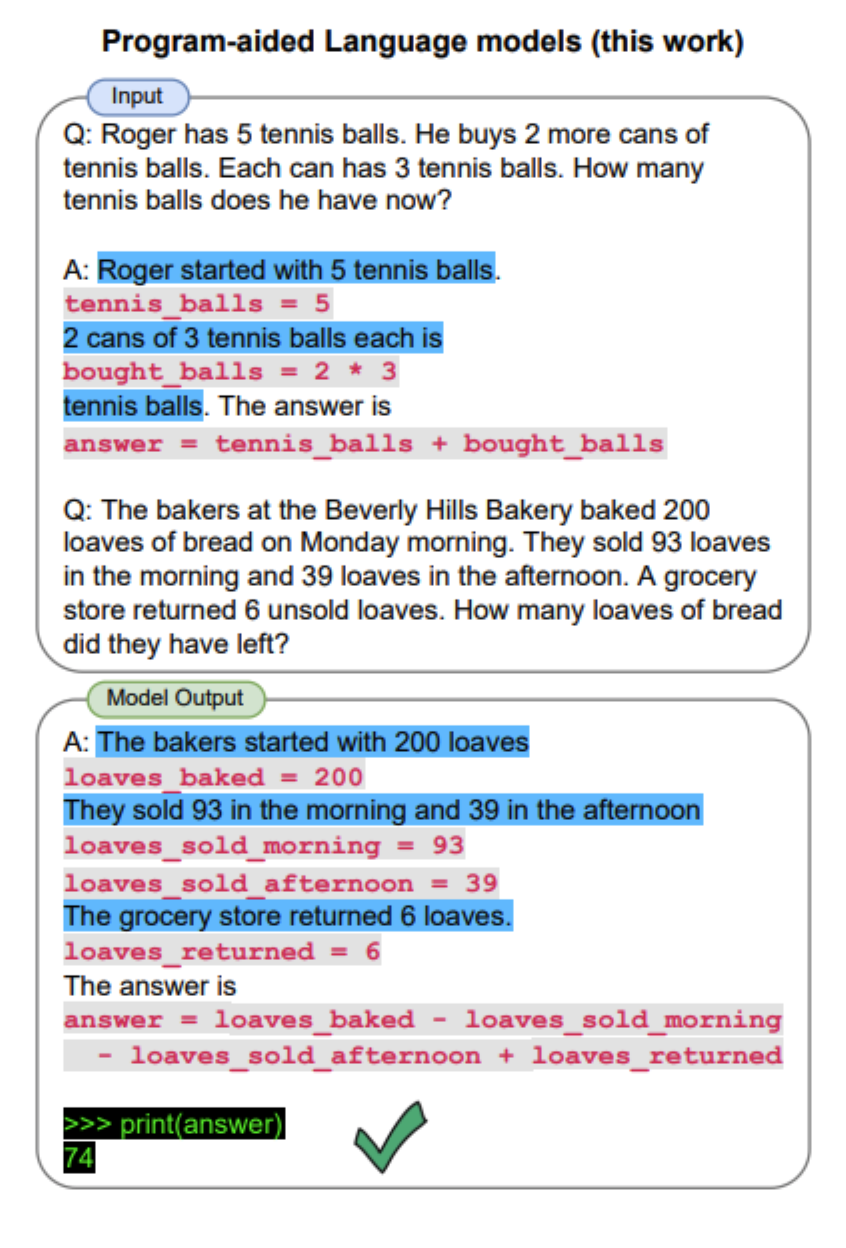 Program-aided Language models (this work)
Input
Q: Roger has 5 tennis balls. He buys 2 more cans of
tennis balls. Each can has 3 tennis balls. How many
tennis balls does he have now?
A: Roger started with 5 tennis balls.
tennis_balls = 5
2 cans of 3 tennis balls each is
bought_balls = 2 * 3
tennis balls. The answer is
answer = tennis_balls + bought_balls
Q: The bakers at the Beverly Hills Bakery baked 200
loaves of bread on Monday morning. They sold 93 loaves
in the morning and 39 loaves in the afternoon. A grocery
store returned 6 unsold loaves. How many loaves of bread
did they have left?
Model Output
A: The bakers started with 200 loaves
loaves_baked = 200
They sold 93 in the morning and 39 in the afternoon
loaves_sold_morning = 93
loaves_sold_afternoon = 39
The grocery store returned 6 loaves.
loaves_returned = 6
The answer is
answer = loaves_baked - loaves_sold_morning
- loaves_sold_afternoon + loaves_returned
>>> print(answer)
74